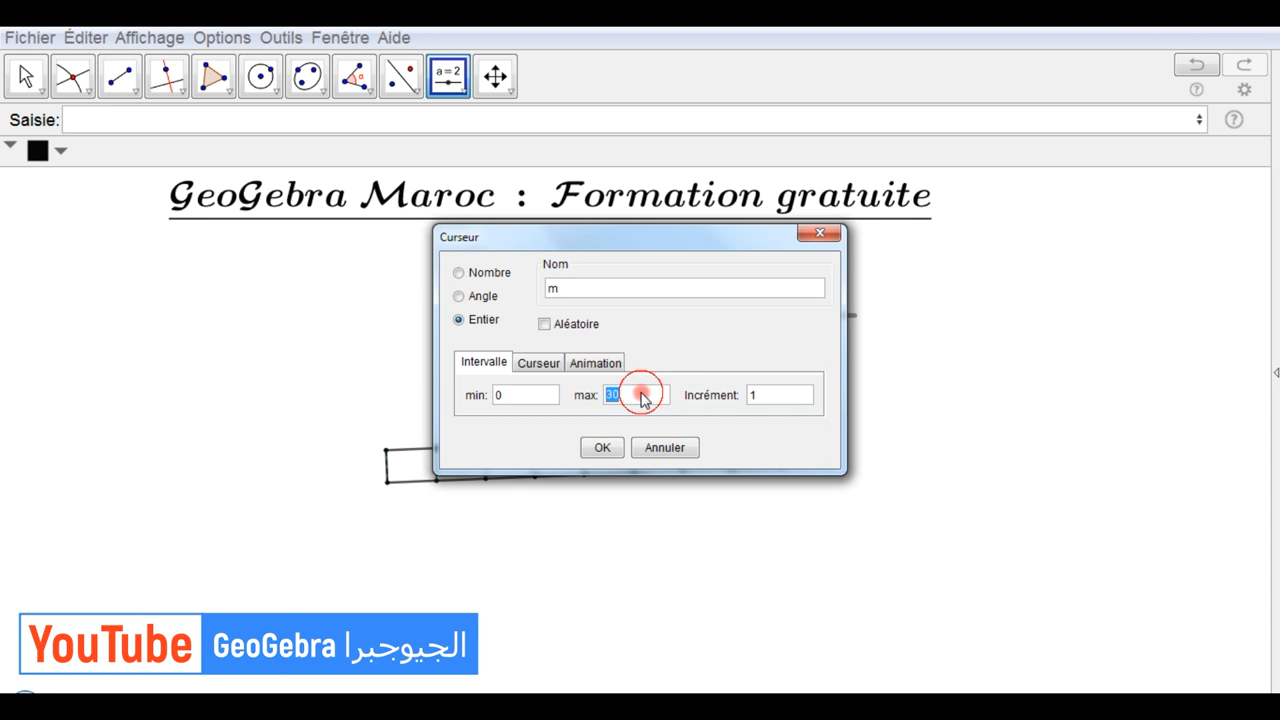 Fichier Éditer Affichage Options Outils Fenêtre Aide
a = 2
Saisie:
GeoGebra Maroc : Formation gratuite
Curseur
Nombre
Nom
m
Angle
Entier
Aléatoire
Intervalle Curseur Animation
min: 0 max: 30 Incrément: 1
OK Annuler
YouTube GeoGebra الجيوجبرا